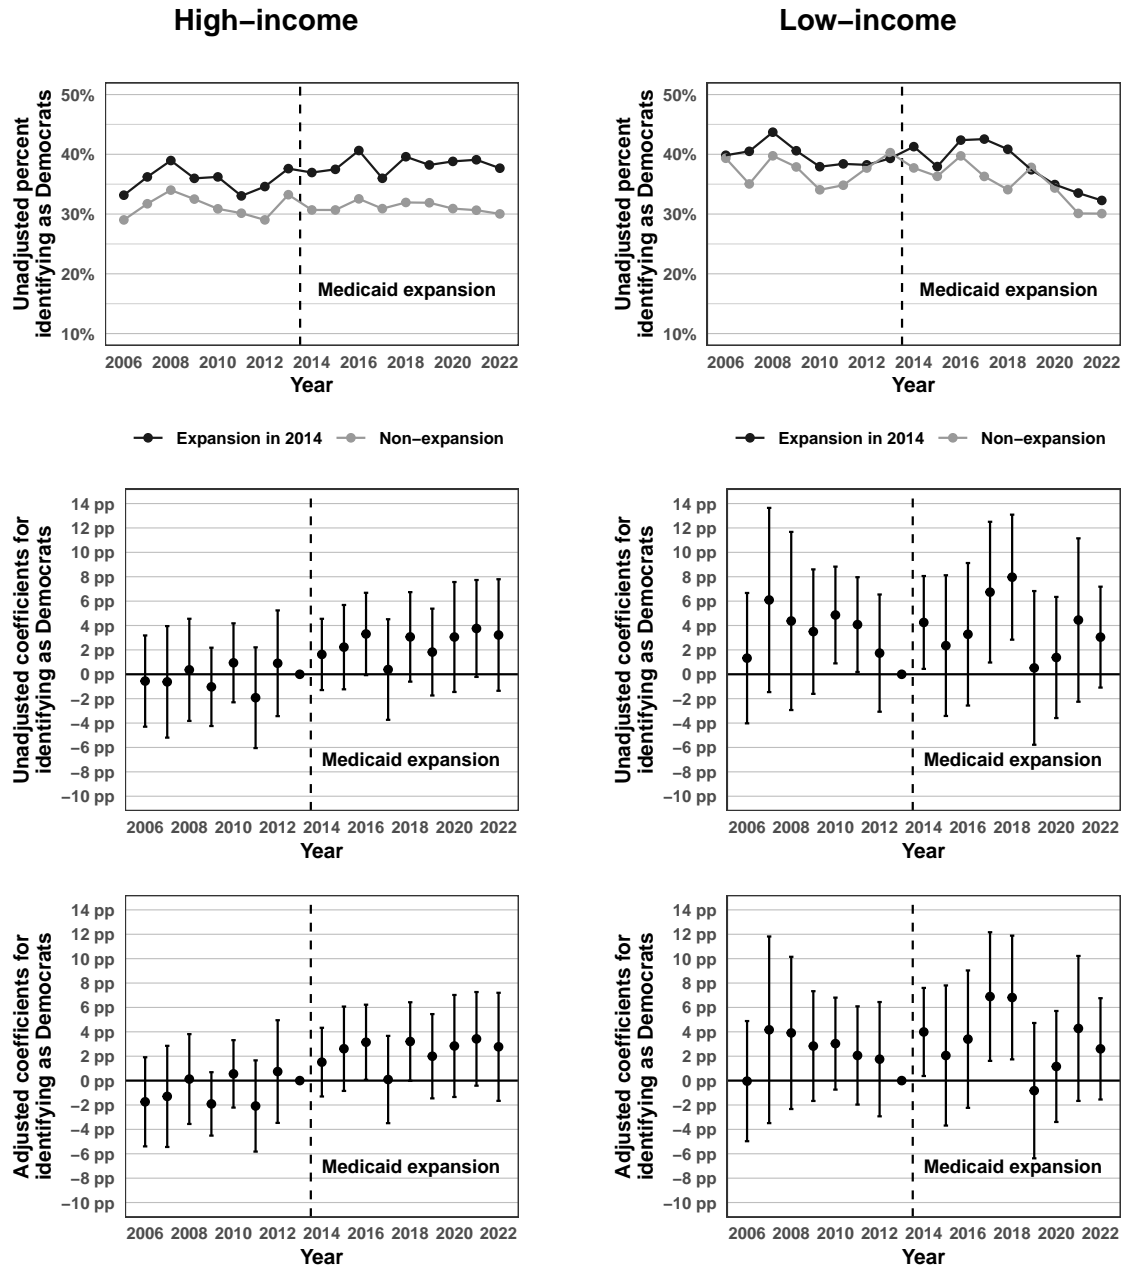 High−income
Low−income
Unadjusted percent
identifying as Democrats
50%
40%
30%
20%
10%
Medicaid expansion
2006 2008 2010 2012 2014 2016 2018 2020 2022
Year
Expansion in 2014 Non−expansion
Unadjusted percent
identifying as Democrats
50%
40%
30%
20%
10%
Medicaid expansion
2006 2008 2010 2012 2014 2016 2018 2020 2022
Year
Expansion in 2014 Non−expansion
Unadjusted coefficients for
identifying as Democrats
14 pp
12 pp
10 pp
8 pp
6 pp
4 pp
2 pp
0 pp
−2 pp
−4 pp
−6 pp
−8 pp
−10 pp
Medicaid expansion
2006 2008 2010 2012 2014 2016 2018 2020 2022
Year
Unadjusted coefficients for
identifying as Democrats
14 pp
12 pp
10 pp
8 pp
6 pp
4 pp
2 pp
0 pp
−2 pp
−4 pp
−6 pp
−8 pp
−10 pp
Medicaid expansion
2006 2008 2010 2012 2014 2016 2018 2020 2022
Year
Adjusted coefficients for
identifying as Democrats
14 pp
12 pp
10 pp
8 pp
6 pp
4 pp
2 pp
0 pp
−2 pp
−4 pp
−6 pp
−8 pp
−10 pp
Medicaid expansion
2006 2008 2010 2012 2014 2016 2018 2020 2022
Year
Adjusted coefficients for
identifying as Democrats
14 pp
12 pp
10 pp
8 pp
6 pp
4 pp
2 pp
0 pp
−2 pp
−4 pp
−6 pp
−8 pp
−10 pp
Medicaid expansion
2006 2008 2010 2012 2014 2016 2018 2020 2022
Year